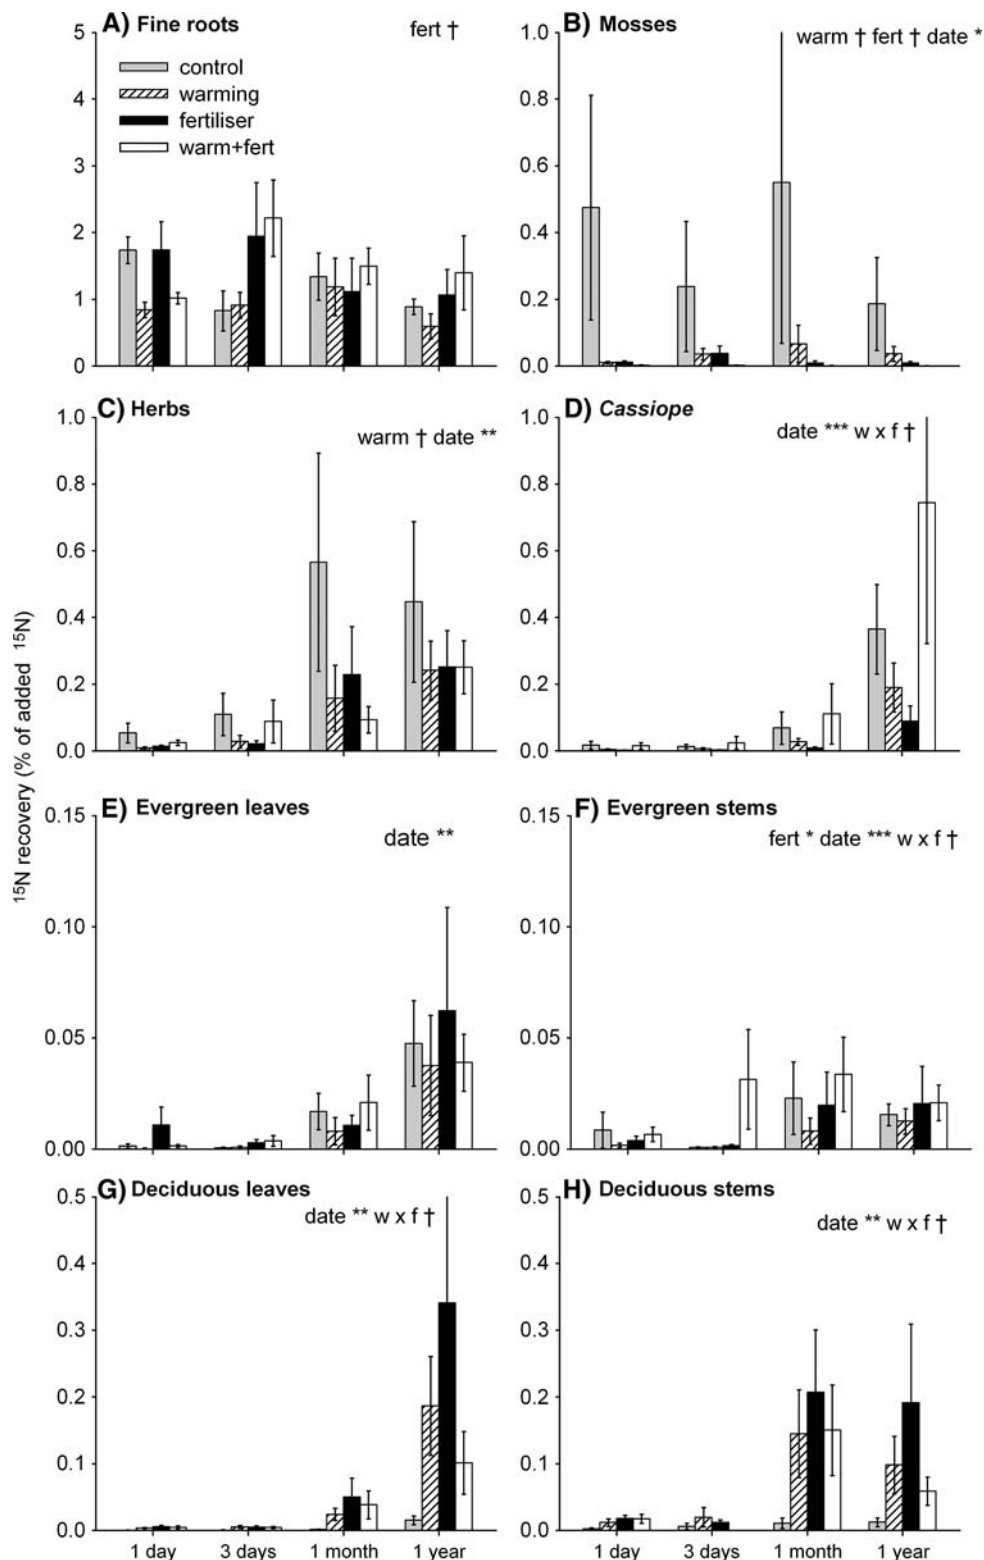 A) Fine roots
fert †
control
warming
fertiliser
warm+fert
5
4
3
2
1
0
B) Mosses
warm † fert † date *
1.0
0.8
0.6
0.4
0.2
0.0
C) Herbs
warm † date **
1.0
0.8
0.6
0.4
0.2
0.0
D) Cassiope
date *** w x f †
1.0
0.8
0.6
0.4
0.2
0.0
15N recovery (% of added 15N)
E) Evergreen leaves
date **
0.15
0.10
0.05
0.00
F) Evergreen stems
fert * date *** w x f †
0.15
0.10
0.05
0.00
G) Deciduous leaves
date ** w x f †
0.5
0.4
0.3
0.2
0.1
0.0
1 day 3 days 1 month 1 year
H) Deciduous stems
date ** w x f †
0.5
0.4
0.3
0.2
0.1
0.0
1 day 3 days 1 month 1 year